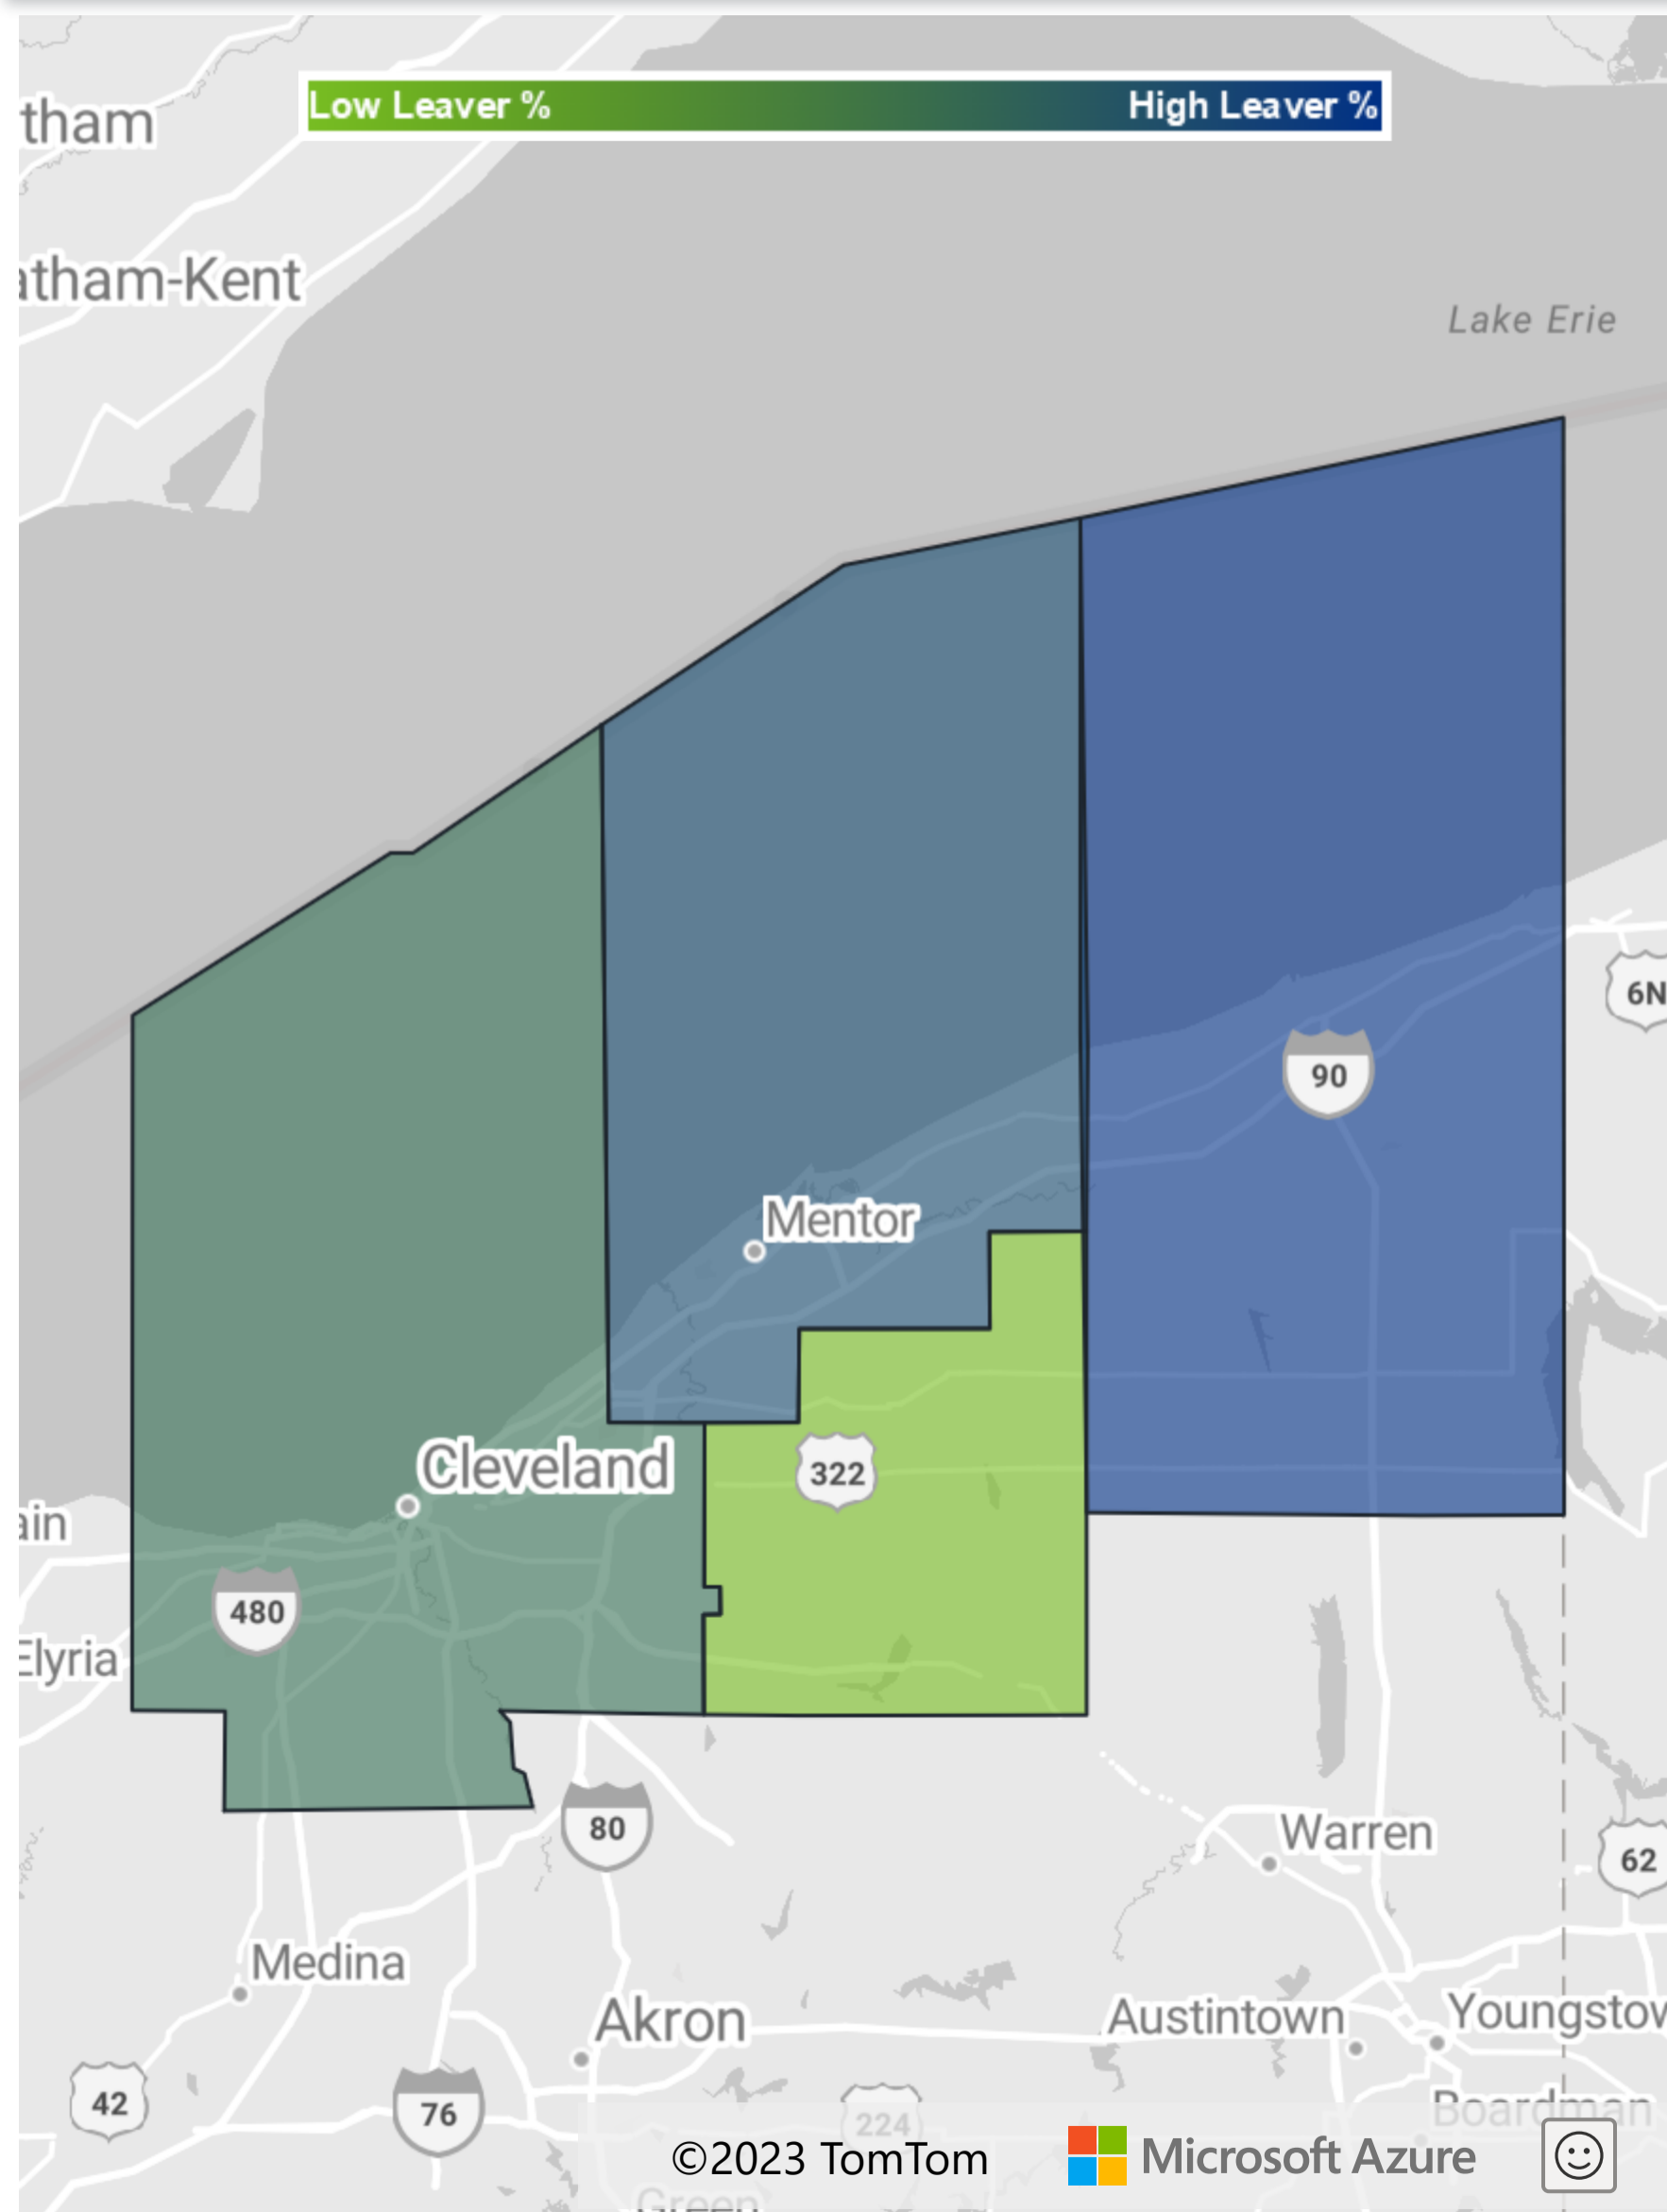 Low Leaver %
High Leaver %
tham
atham-Kent
Lake Erie
6N
90
Mentor
Cleveland
322
ain
480
Elyria
80
Warren
62
Medina
Akron
Austintown
Youngstow
42
76
224
Boardman
©2023 TomTom
Microsoft Azure
Green